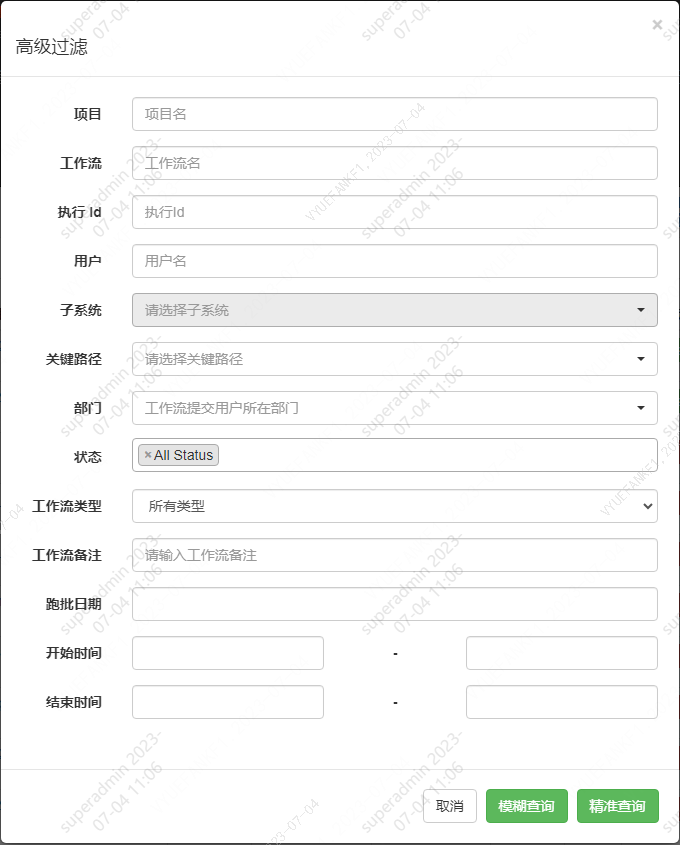 高级过滤 ×
项目 项目名
工作流 工作流名
执行 Id 执行Id
用户 用户名
子系统 请选择子系统
关键路径 请选择关键路径
部门 工作流提交用户所在部门
状态 ×All Status
工作流类型 所有类型
工作流备注 请输入工作流备注
跑批日期
开始时间 -
结束时间 -
取消 模糊查询 精准查询
superadmin 2023-
07-04 11:06
VYUEFANKF1, 2023-07-04